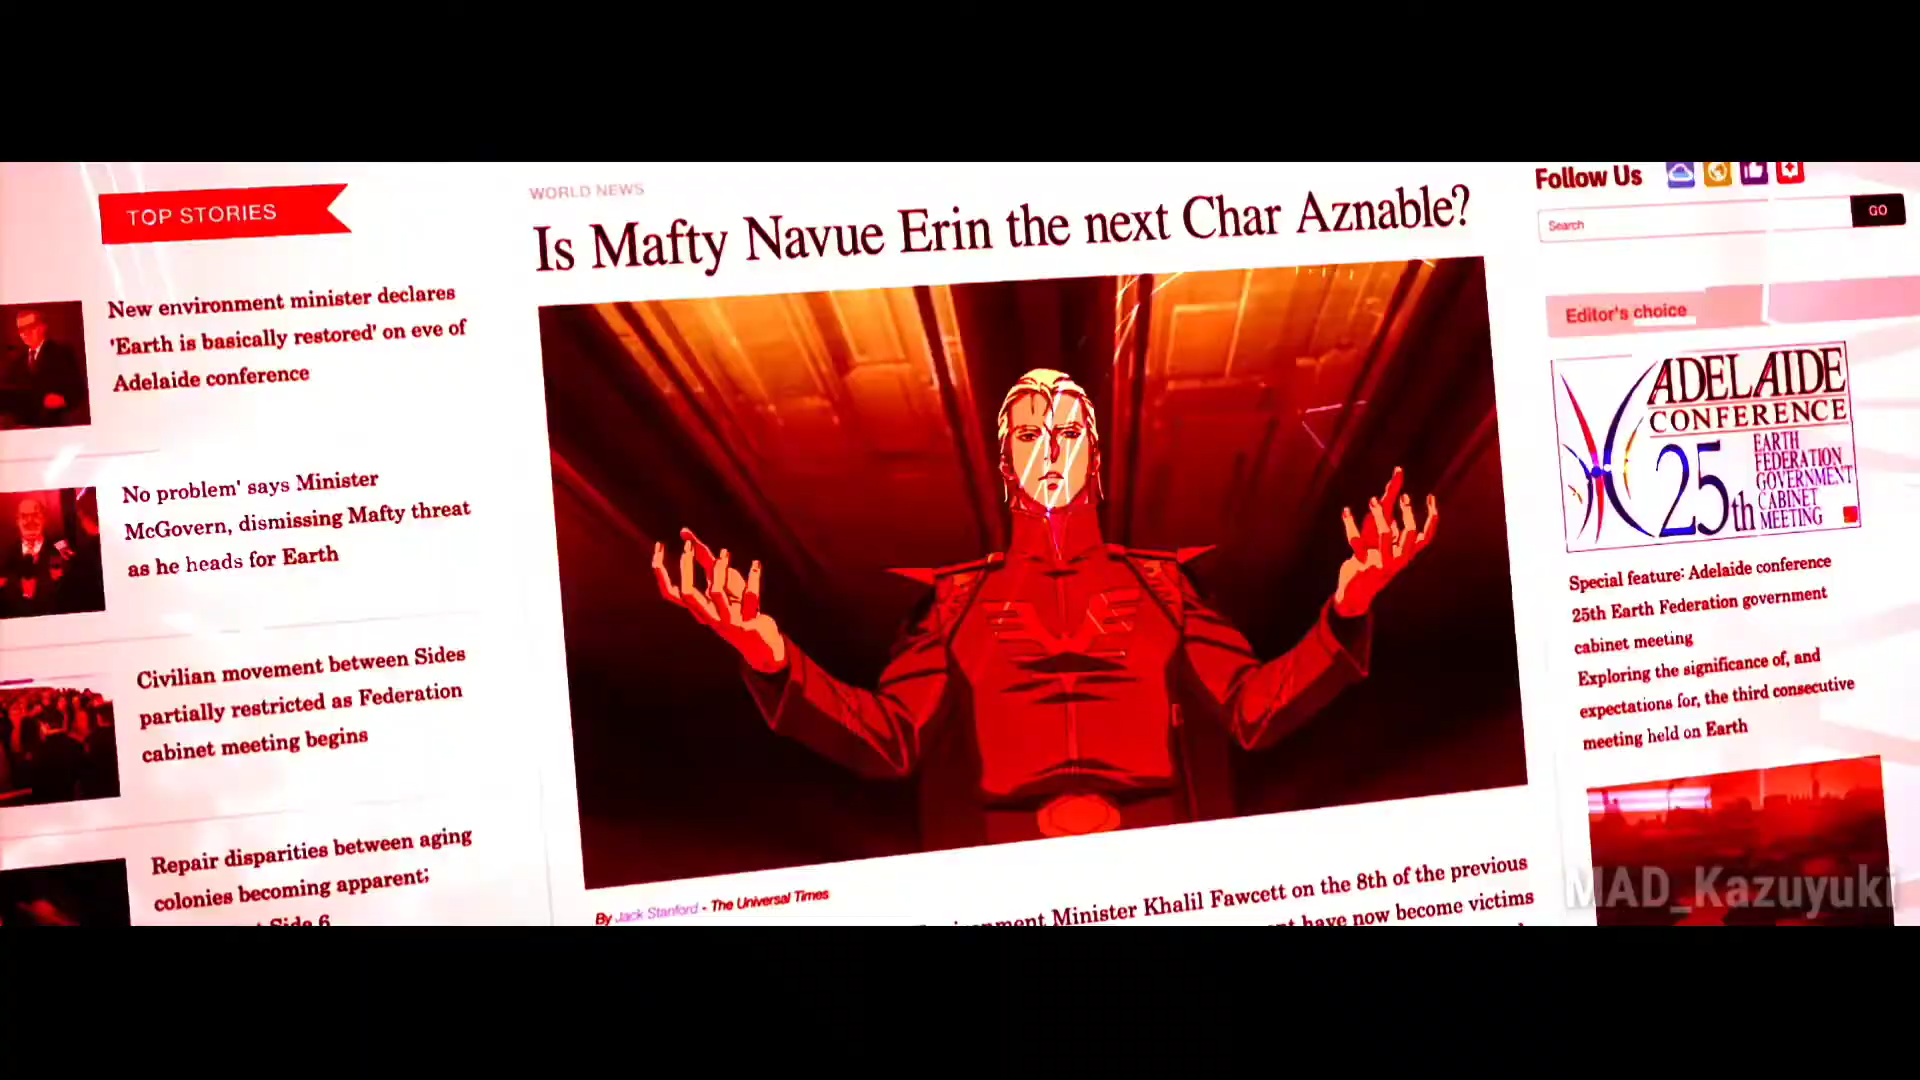 TOP STORIES
New environment minister declares
'Earth is basically restored' on eve of
Adelaide conference
No problem' says Minister
McGovern, dismissing Mafty threat
as he heads for Earth
Civilian movement between Sides
partially restricted as Federation
cabinet meeting begins
Repair disparities between aging
colonies becoming apparent;
Side 6
WORLD NEWS
Is Mafty Navue Erin the next Char Aznable?
By Jack Stanford - The Universal Times
Minister Khalil Fawcett on the 8th of the previous
have now become victims
Follow Us
Search
GO
Editor's choice
ADELAIDE
CONFERENCE
25th
EARTH
FEDERATION
GOVERNMENT
CABINET
MEETING
Special feature: Adelaide conference
25th Earth Federation government
cabinet meeting
Exploring the significance of, and
expectations for, the third consecutive
meeting held on Earth
MAD_Kazuyuki